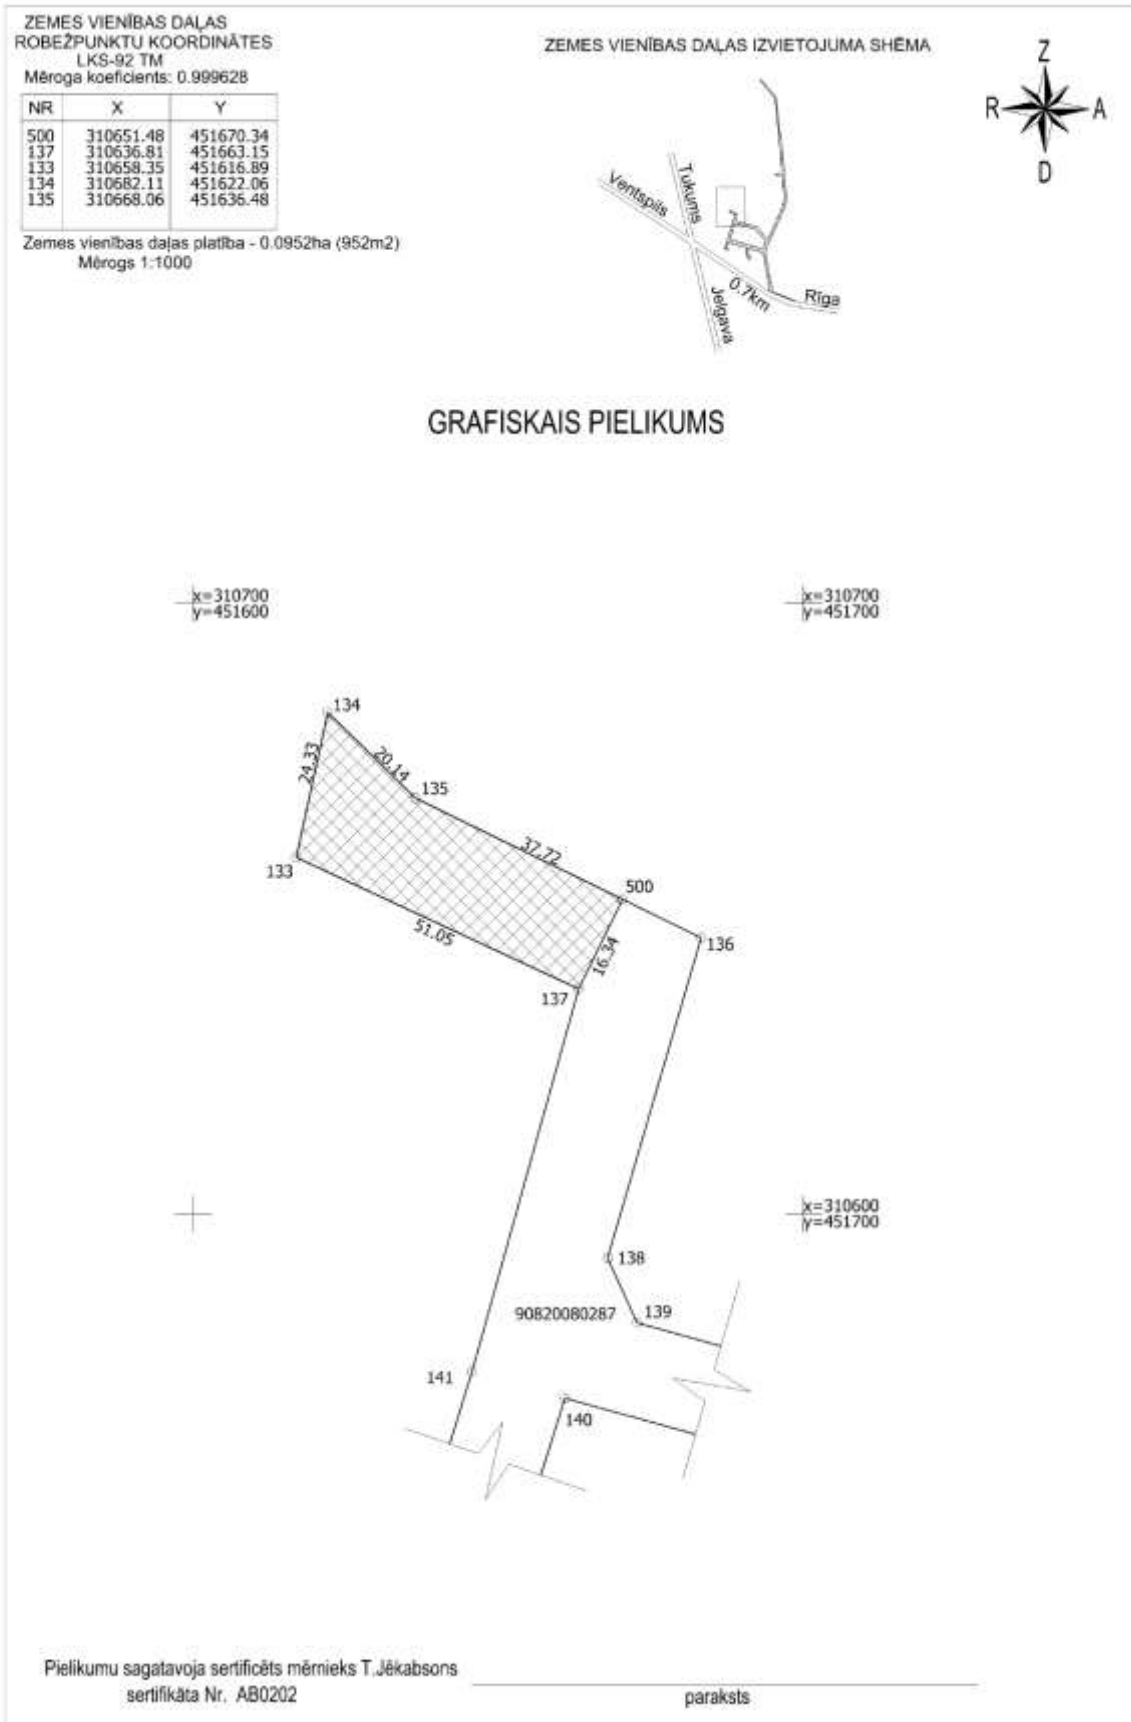 ZEMES VIENĪBAS DAĻAS
ROBEŽPUNKTU KOORDINĀTES
LKS-92 TM
Mēroga koeficients: 0.999628
NR X Y
500 310651.48 451670.34
137 310636.81 451663.15
133 310658.35 451616.89
134 310682.11 451622.06
135 310668.06 451636.48
Zemes vienības daļas platība - 0.0952ha (952m2)
Mērogs 1:1000
ZEMES VIENĪBAS DAĻAS IZVIETOJUMA SHĒMA
Z
R A
D
Ventspils
Tukums
0.7km
Rīga
Jelgava
GRAFISKAIS PIELIKUMS
x=310700
y=451600
x=310700
y=451700
134
24.33
20.14
135
37.72
133
500
51.05
16.34
136
137
x=310600
y=451700
138
90820080287
139
141
140
Pielikumu sagatavoja sertificēts mērnieks T.Jēkabsons
sertifikāta Nr. AB0202
paraksts